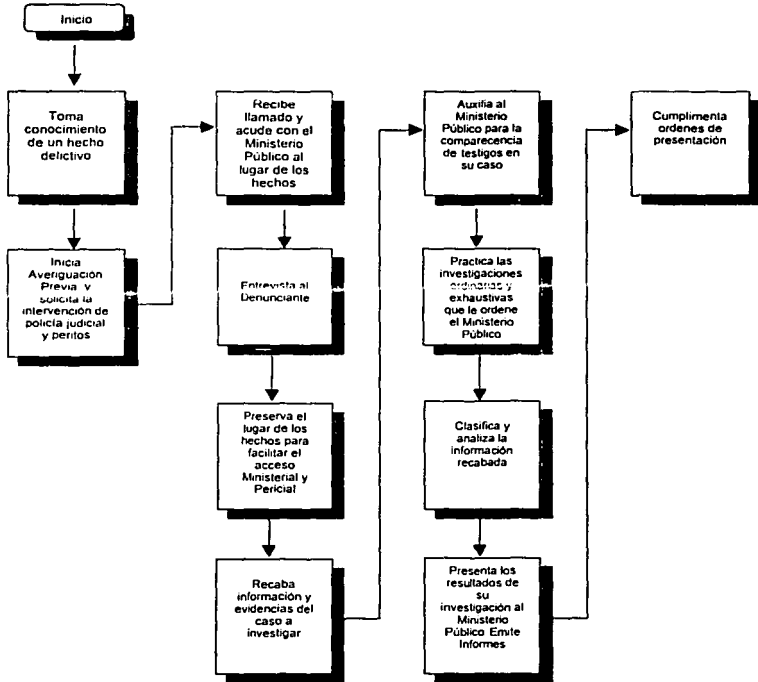 Inicio
Toma
conocimiento
de un hecho
delictivo
Inicia
Averiguación
Previa y
solicita la
intervención de
policía judicial
y peritos
Recibe
llamado y
acude con el
Ministerio
Público al
lugar de los
hechos
Entrevista al
Denunciante
Preserva el
lugar de los
hechos para
facilitar el
acceso
Ministerial y
Pericial
Recaba
información y
evidencias del
caso a
investigar
Auxilia al
Ministerio
Público para la
comparecencia
de testigos en
su caso
Practica las
investigaciones
ordinarias y
exhaustivas
que le ordene
el Ministerio
Público
Clasifica y
analiza la
información
recabada
Presenta los
resultados de
su
investigación al
Ministerio
Público Emite
Informes
Cumplimenta
ordenes de
presentación